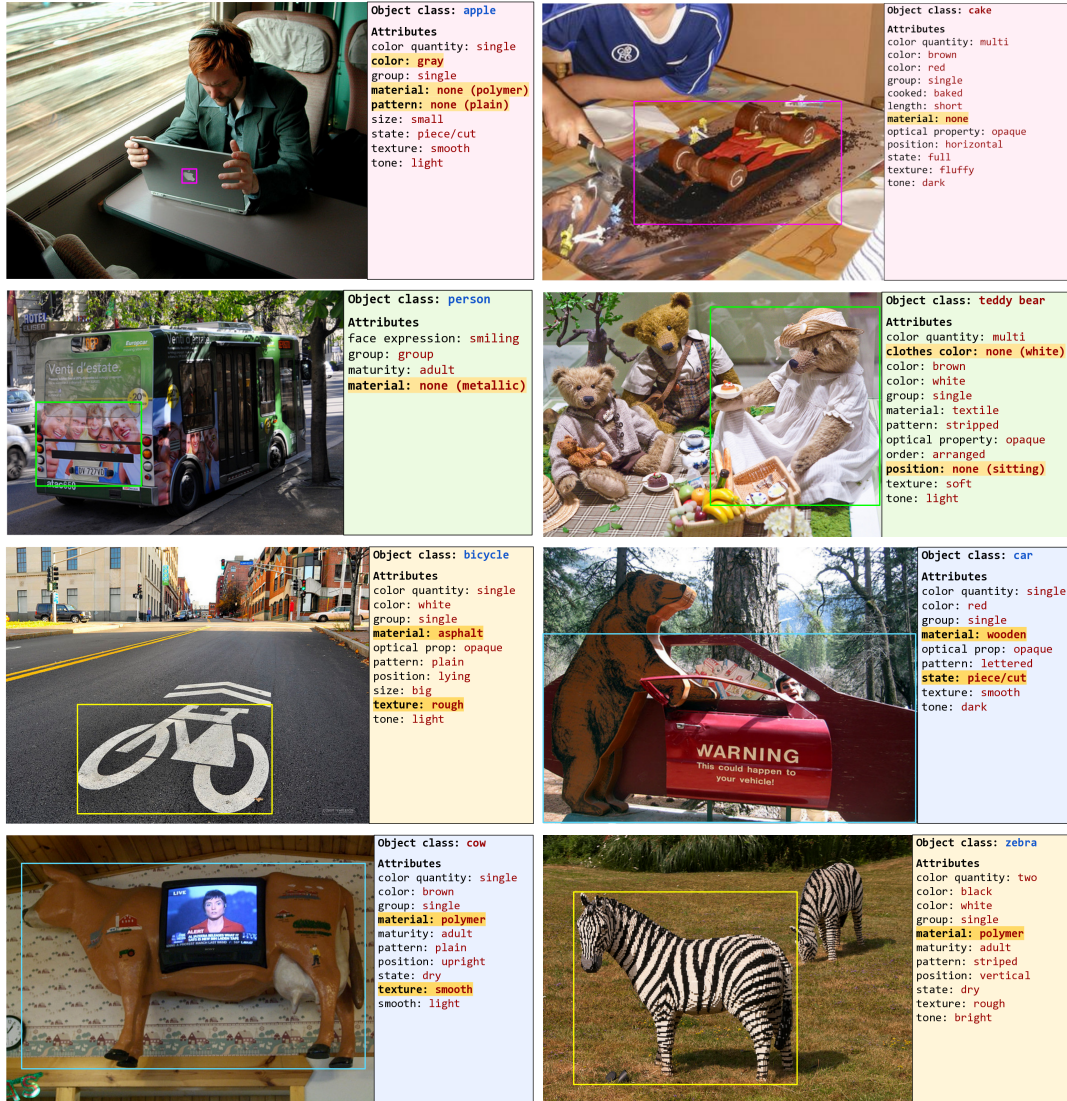 Object class: apple
Attributes
color quantity: single
color: gray
group: single
material: none (polymer)
pattern: none (plain)
size: small
state: piece/cut
texture: smooth
tone: light
Object class: cake
Attributes
color quantity: multi
color: brown
color: red
group: single
cooked: baked
length: short
material: none
optical property: opaque
position: horizontal
state: full
texture: fluffy
tone: dark
HOTEL
ELISEO
Europcar
Venti d'estate.
Venti d'estate
-20%
DV 727VD
atac650
Object class: person
Attributes
face expression: smiling
group: group
maturity: adult
material: none (metallic)
Object class: teddy bear
Attributes
color quantity: multi
clothes color: none (white)
color: brown
color: white
group: single
material: textile
pattern: stripped
optical property: opaque
order: arranged
position: none (sitting)
texture: soft
tone: light
Object class: bicycle
Attributes
color quantity: single
color: white
group: single
material: asphalt
optical prop: opaque
pattern: plain
position: lying
size: big
texture: rough
tone: light
WARNING
This could happen to
your vehicle!
Object class: car
Attributes
color quantity: single
color: red
group: single
material: wooden
optical prop: opaque
pattern: lettered
state: piece/cut
texture: smooth
tone: dark
LIVE
ALERT
Object class: cow
Attributes
color quantity: single
color: brown
group: single
material: polymer
maturity: adult
pattern: plain
position: upright
state: dry
texture: smooth
smooth: light
Object class: zebra
Attributes
color quantity: two
color: black
color: white
group: single
material: polymer
maturity: adult
pattern: striped
position: vertical
state: dry
texture: rough
tone: bright